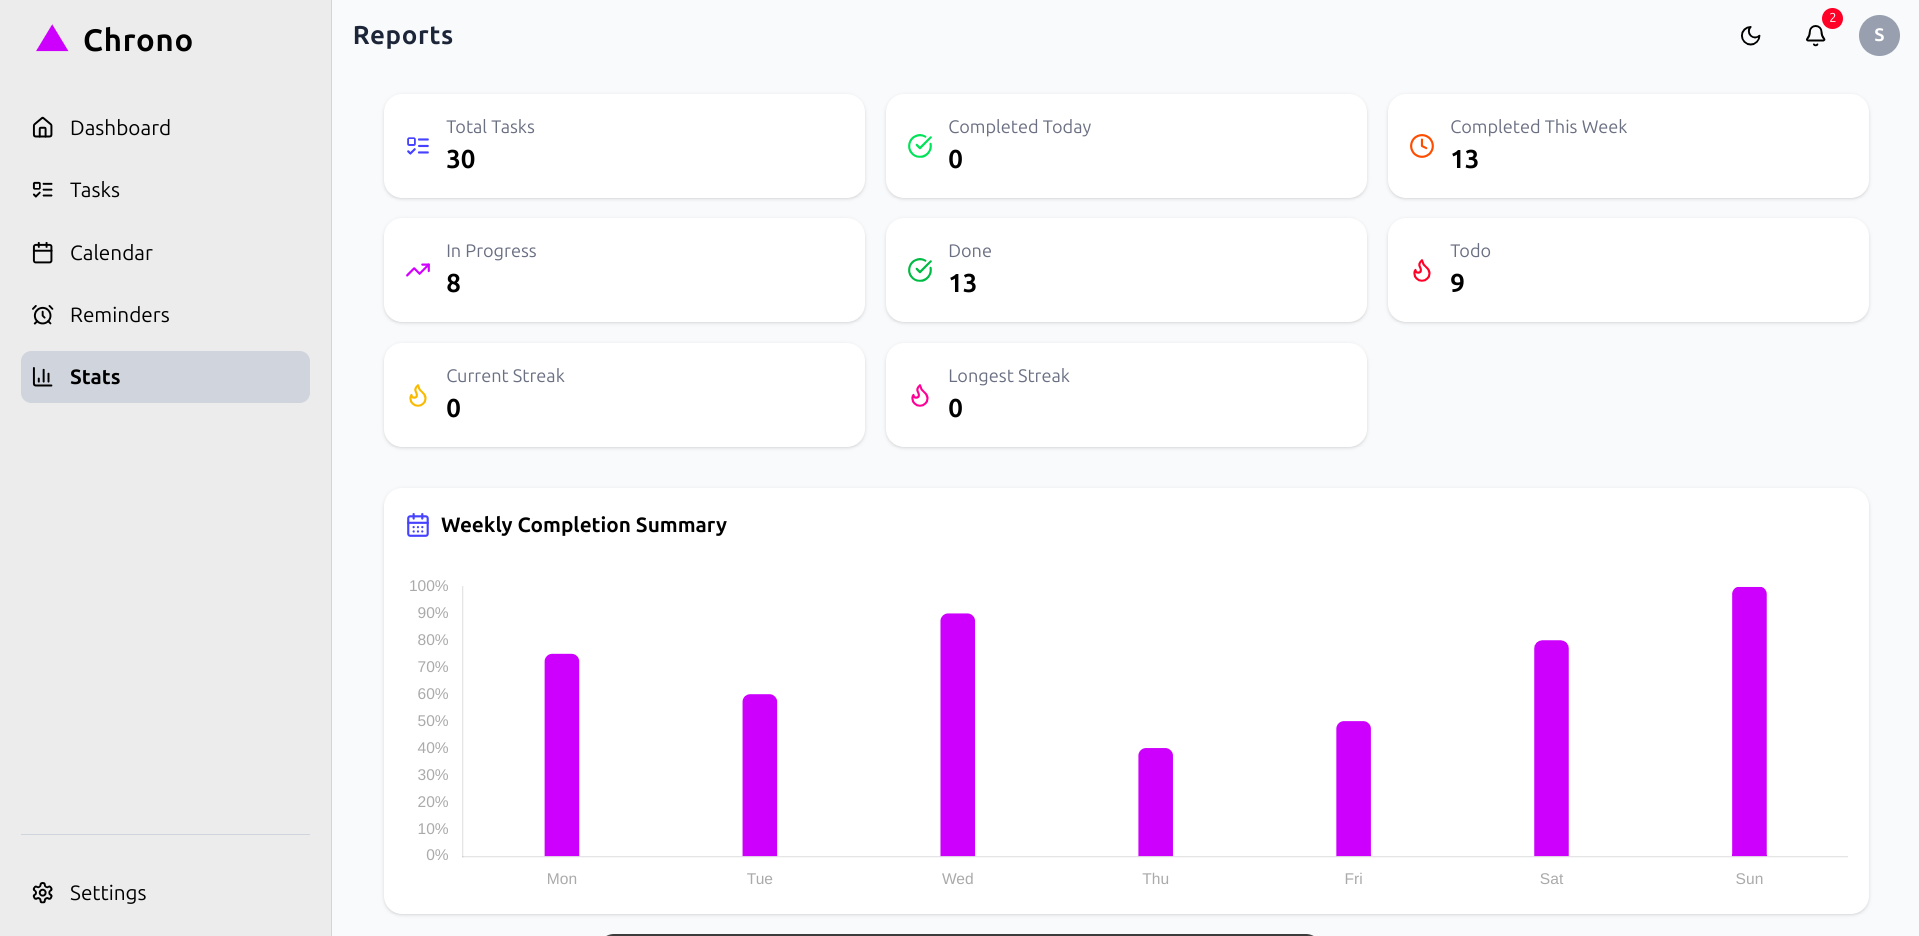 Chrono
Dashboard
Tasks
Calendar
Reminders
Stats
Settings
Reports
2
S
Total Tasks
30
Completed Today
0
Completed This Week
13
In Progress
8
Done
13
Todo
9
Current Streak
0
Longest Streak
0
Weekly Completion Summary
100%
90%
80%
70%
60%
50%
40%
30%
20%
10%
0%
Mon Tue Wed Thu Fri Sat Sun